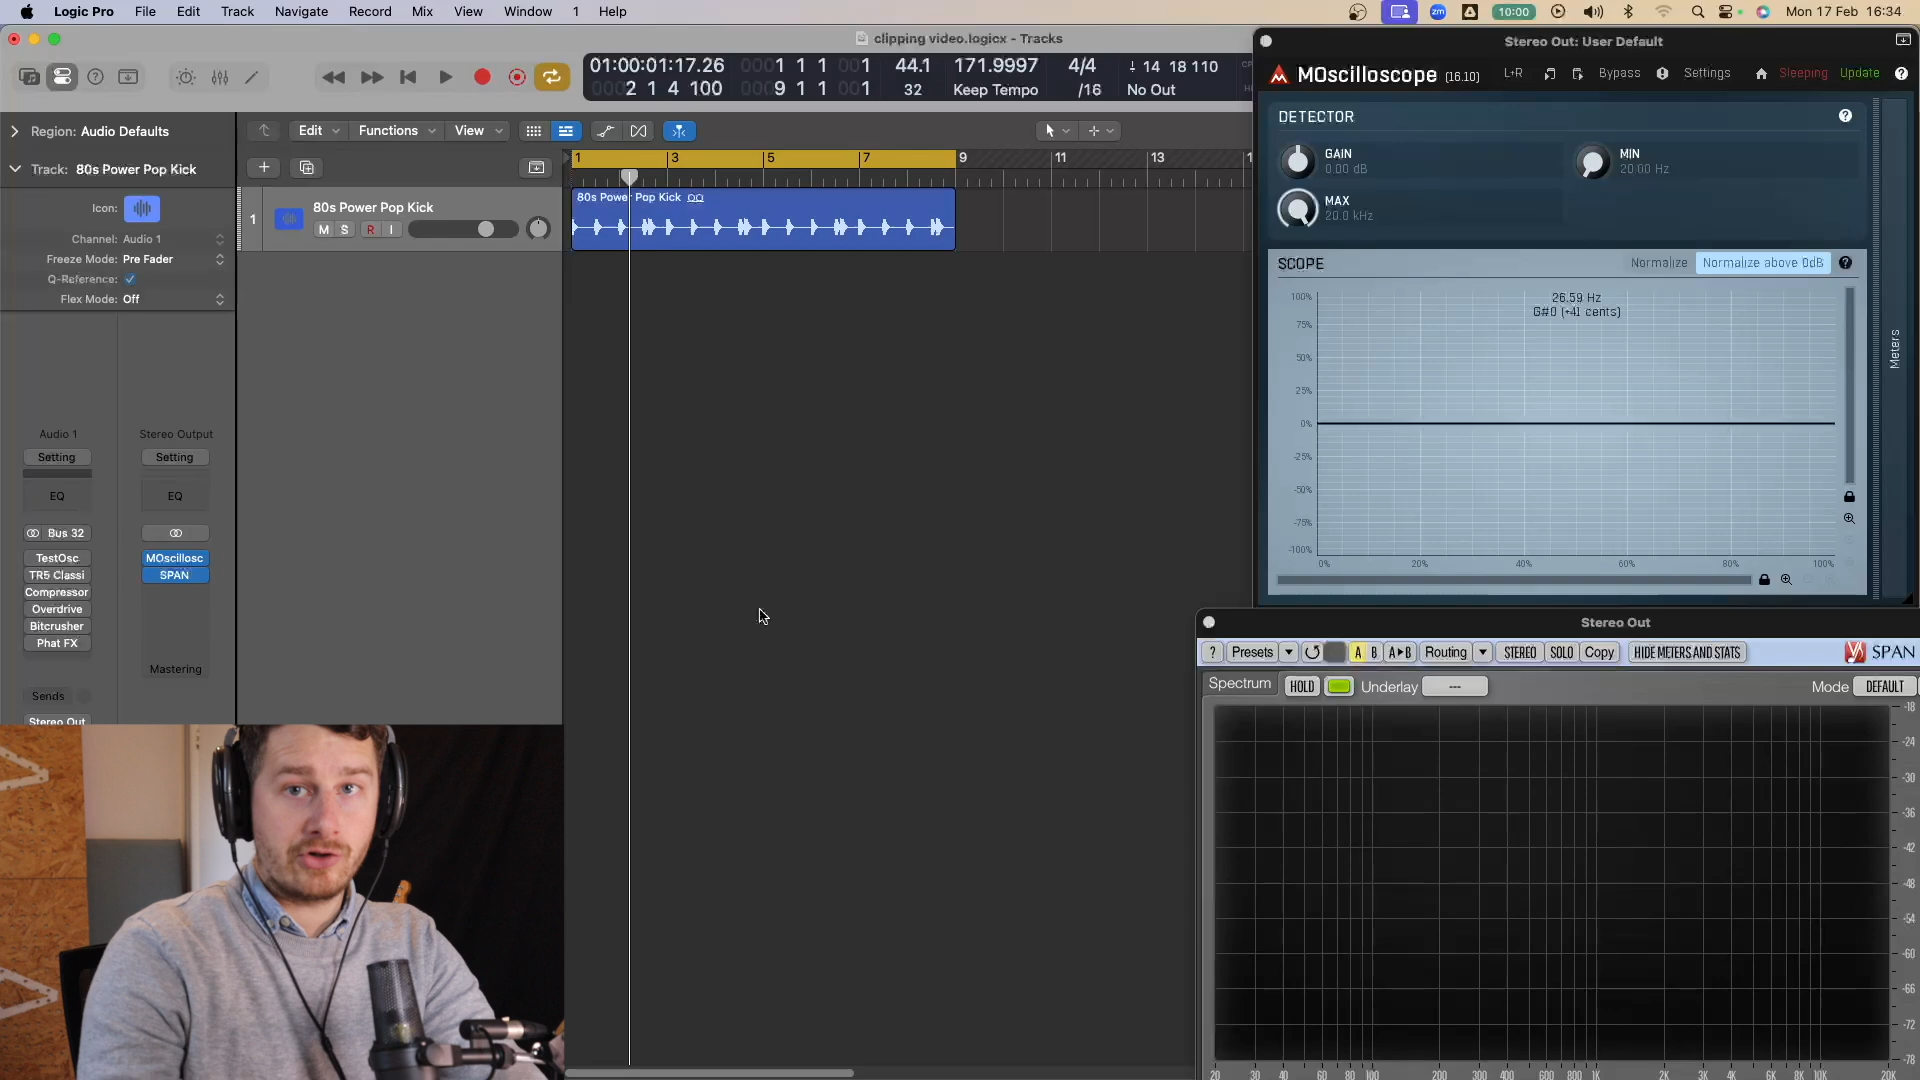 Logic Pro File Edit Track Navigate Record Mix View Window 1 Help
zm 10:00 Mon 17 Feb 16:34
clipping video.logicx - Tracks
01:00:01:17.26 0001 1 1 001 44.1 171.9997 4/4 14 18 110
2 1 4 100 0009 1 1 001 32 Keep Tempo /16 No Out
Region: Audio Defaults
Edit Functions View
Track: 80s Power Pop Kick
1 3 5 7 9 11 13
Icon:
1
80s Power Pop Kick
M S R I
80s Power Pop Kick
Channel: Audio 1
Freeze Mode: Pre Fader
Q-Reference:
Flex Mode: Off
Audio 1 Stereo Output
Setting Setting
EQ EQ
Bus 32
TestOsc MOscillosc
TR5 Classi SPAN
Compressor
Overdrive
Bitcrusher
Phat FX
Mastering
Sends
Stereo Out
Stereo Out: User Default
MOscilloscope (16.10) L+R Bypass Settings Sleeping Update ?
DETECTOR ?
GAIN
0.00 dB
MIN
20.00 Hz
MAX
20.0 kHz
SCOPE Normalize Normalize above 0dB ?
26.59 Hz
G#0 (+41 cents)
100%
75%
50%
25%
0%
-25%
-50%
-75%
-100%
0% 20% 40% 60% 80% 100%
Meters
Stereo Out
? Presets A B A▸B Routing STEREO SOLO Copy HIDE METERS AND STATS SPAN
Spectrum HOLD Underlay --- Mode DEFAULT
-18
-24
-30
-36
-42
-48
-54
-60
-66
-72
-78
20 30 40 60 80 100 200 300 400 600 800 1K 2K 3K 4K 6K 8K 10K 20K